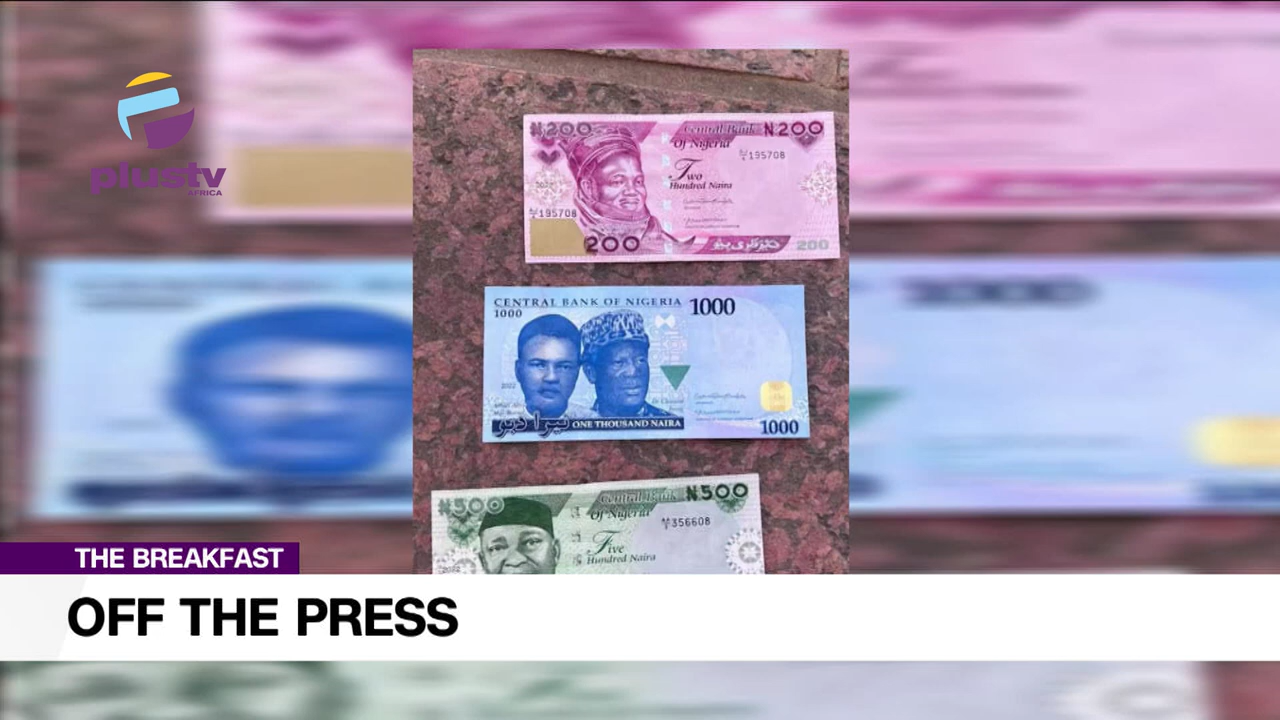 plustv
AFRICA
₦200
Central Bank
Of Nigeria
₦200
195708
Two
Hundred Naira
195708
200
200
CENTRAL BANK OF NIGERIA
1000
1000
2022
ONE THOUSAND NAIRA
1000
₦500
Central Bank
Of Nigeria
₦500
356608
Five
Hundred Naira
THE BREAKFAST
OFF THE PRESS